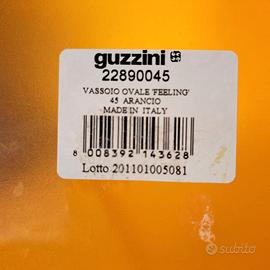 guzzini
22890045
VASSOIO OVALE 'FEELING'
45 ARANCIO
MADE IN ITALY
8 008392 143628
Lotto 201101005081
subito